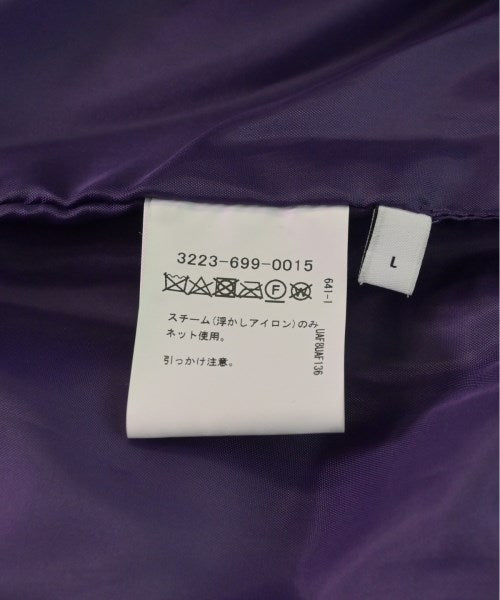 3223-699-0015
スチーム(浮かしアイロン)のみ
ネット使用。
引っかけ注意。
641-1
UAFBUAF136
L